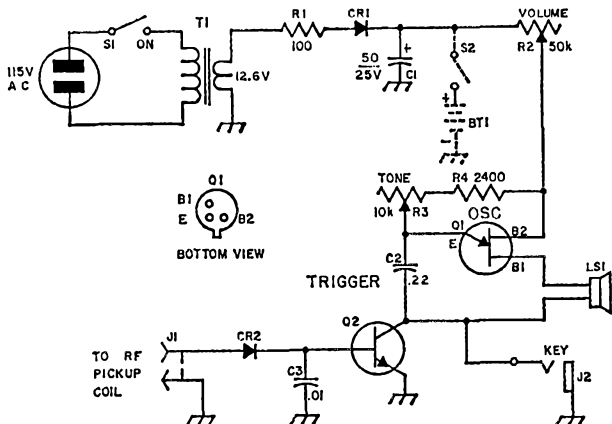 115V
A C
S1 ON
T1
12.6V
R1
100
CR1
50
25V
+
C1
S2
+
BT1
-
VOLUME
R2 50k
TONE
10k R3
R4 2400
OSC
Q1
E
B2
B1
LS1
Q1
B1
E
B2
BOTTOM VIEW
C2
.22
TRIGGER
Q2
TO RF
PICKUP
COIL
J1
CR2
C3
.01
KEY
J2